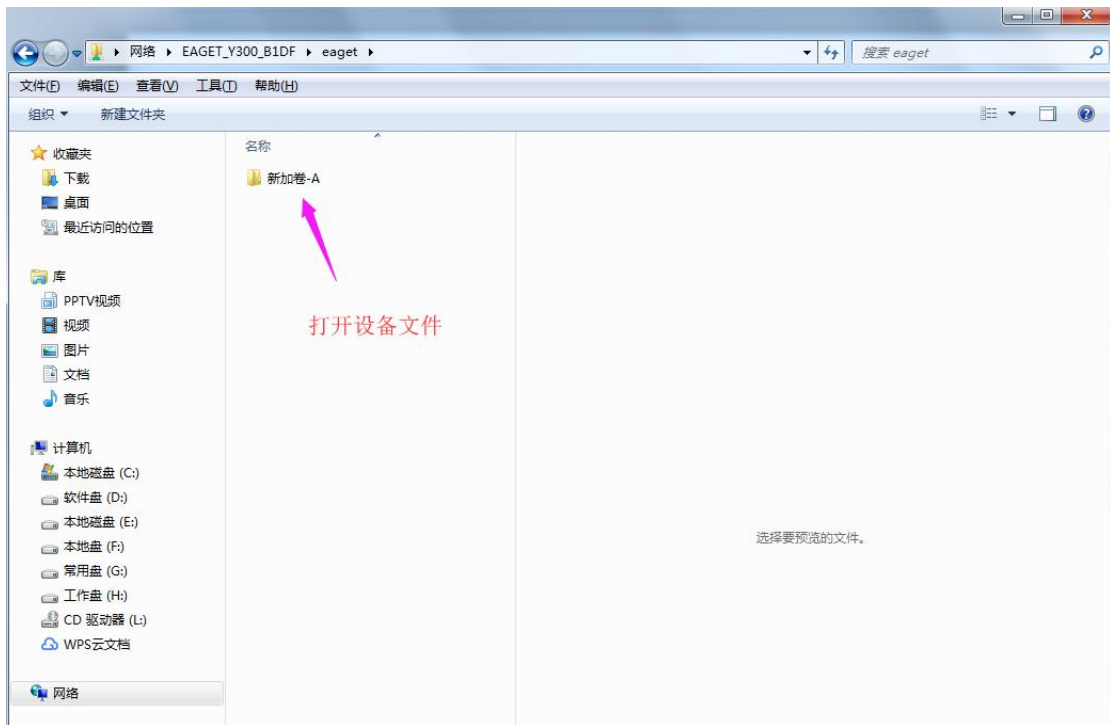 网络 EAGET_Y300_B1DF eaget
搜索 eaget
文件(F) 编辑(E) 查看(V) 工具(T) 帮助(H)
组织 新建文件夹
收藏夹
下载
桌面
最近访问的位置
库
PPTV视频
视频
图片
文档
音乐
计算机
本地磁盘 (C:)
软件盘 (D:)
本地磁盘 (E:)
本地盘 (F:)
常用盘 (G:)
工作盘 (H:)
CD 驱动器 (L:)
WPS云文档
网络
名称
新加卷-A
打开设备文件
选择要预览的文件。